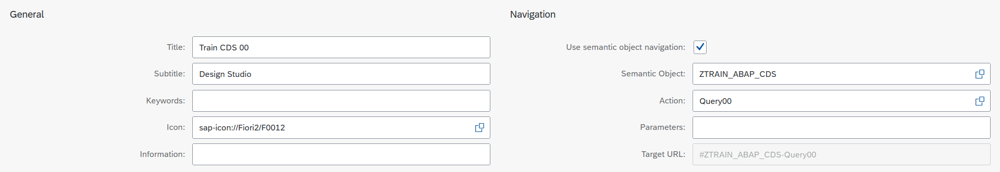 General
Title: Train CDS 00
Subtitle: Design Studio
Keywords:
Icon: sap-icon://Fiori2/F0012
Information:
Navigation
Use semantic object navigation:
Semantic Object: ZTRAIN_ABAP_CDS
Action: Query00
Parameters:
Target URL: #ZTRAIN_ABAP_CDS-Query00